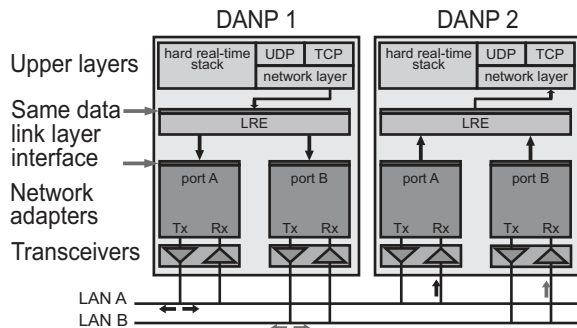 DANP 1
DANP 2
Upper layers
hard real-time
stack
UDP
TCP
network layer
hard real-time
stack
UDP
TCP
network layer
Same data
link layer
interface
LRE
LRE
Network
adapters
port A
Tx
Rx
port B
Tx
Rx
port A
Tx
Rx
port B
Tx
Rx
Transceivers
LAN A
LAN B